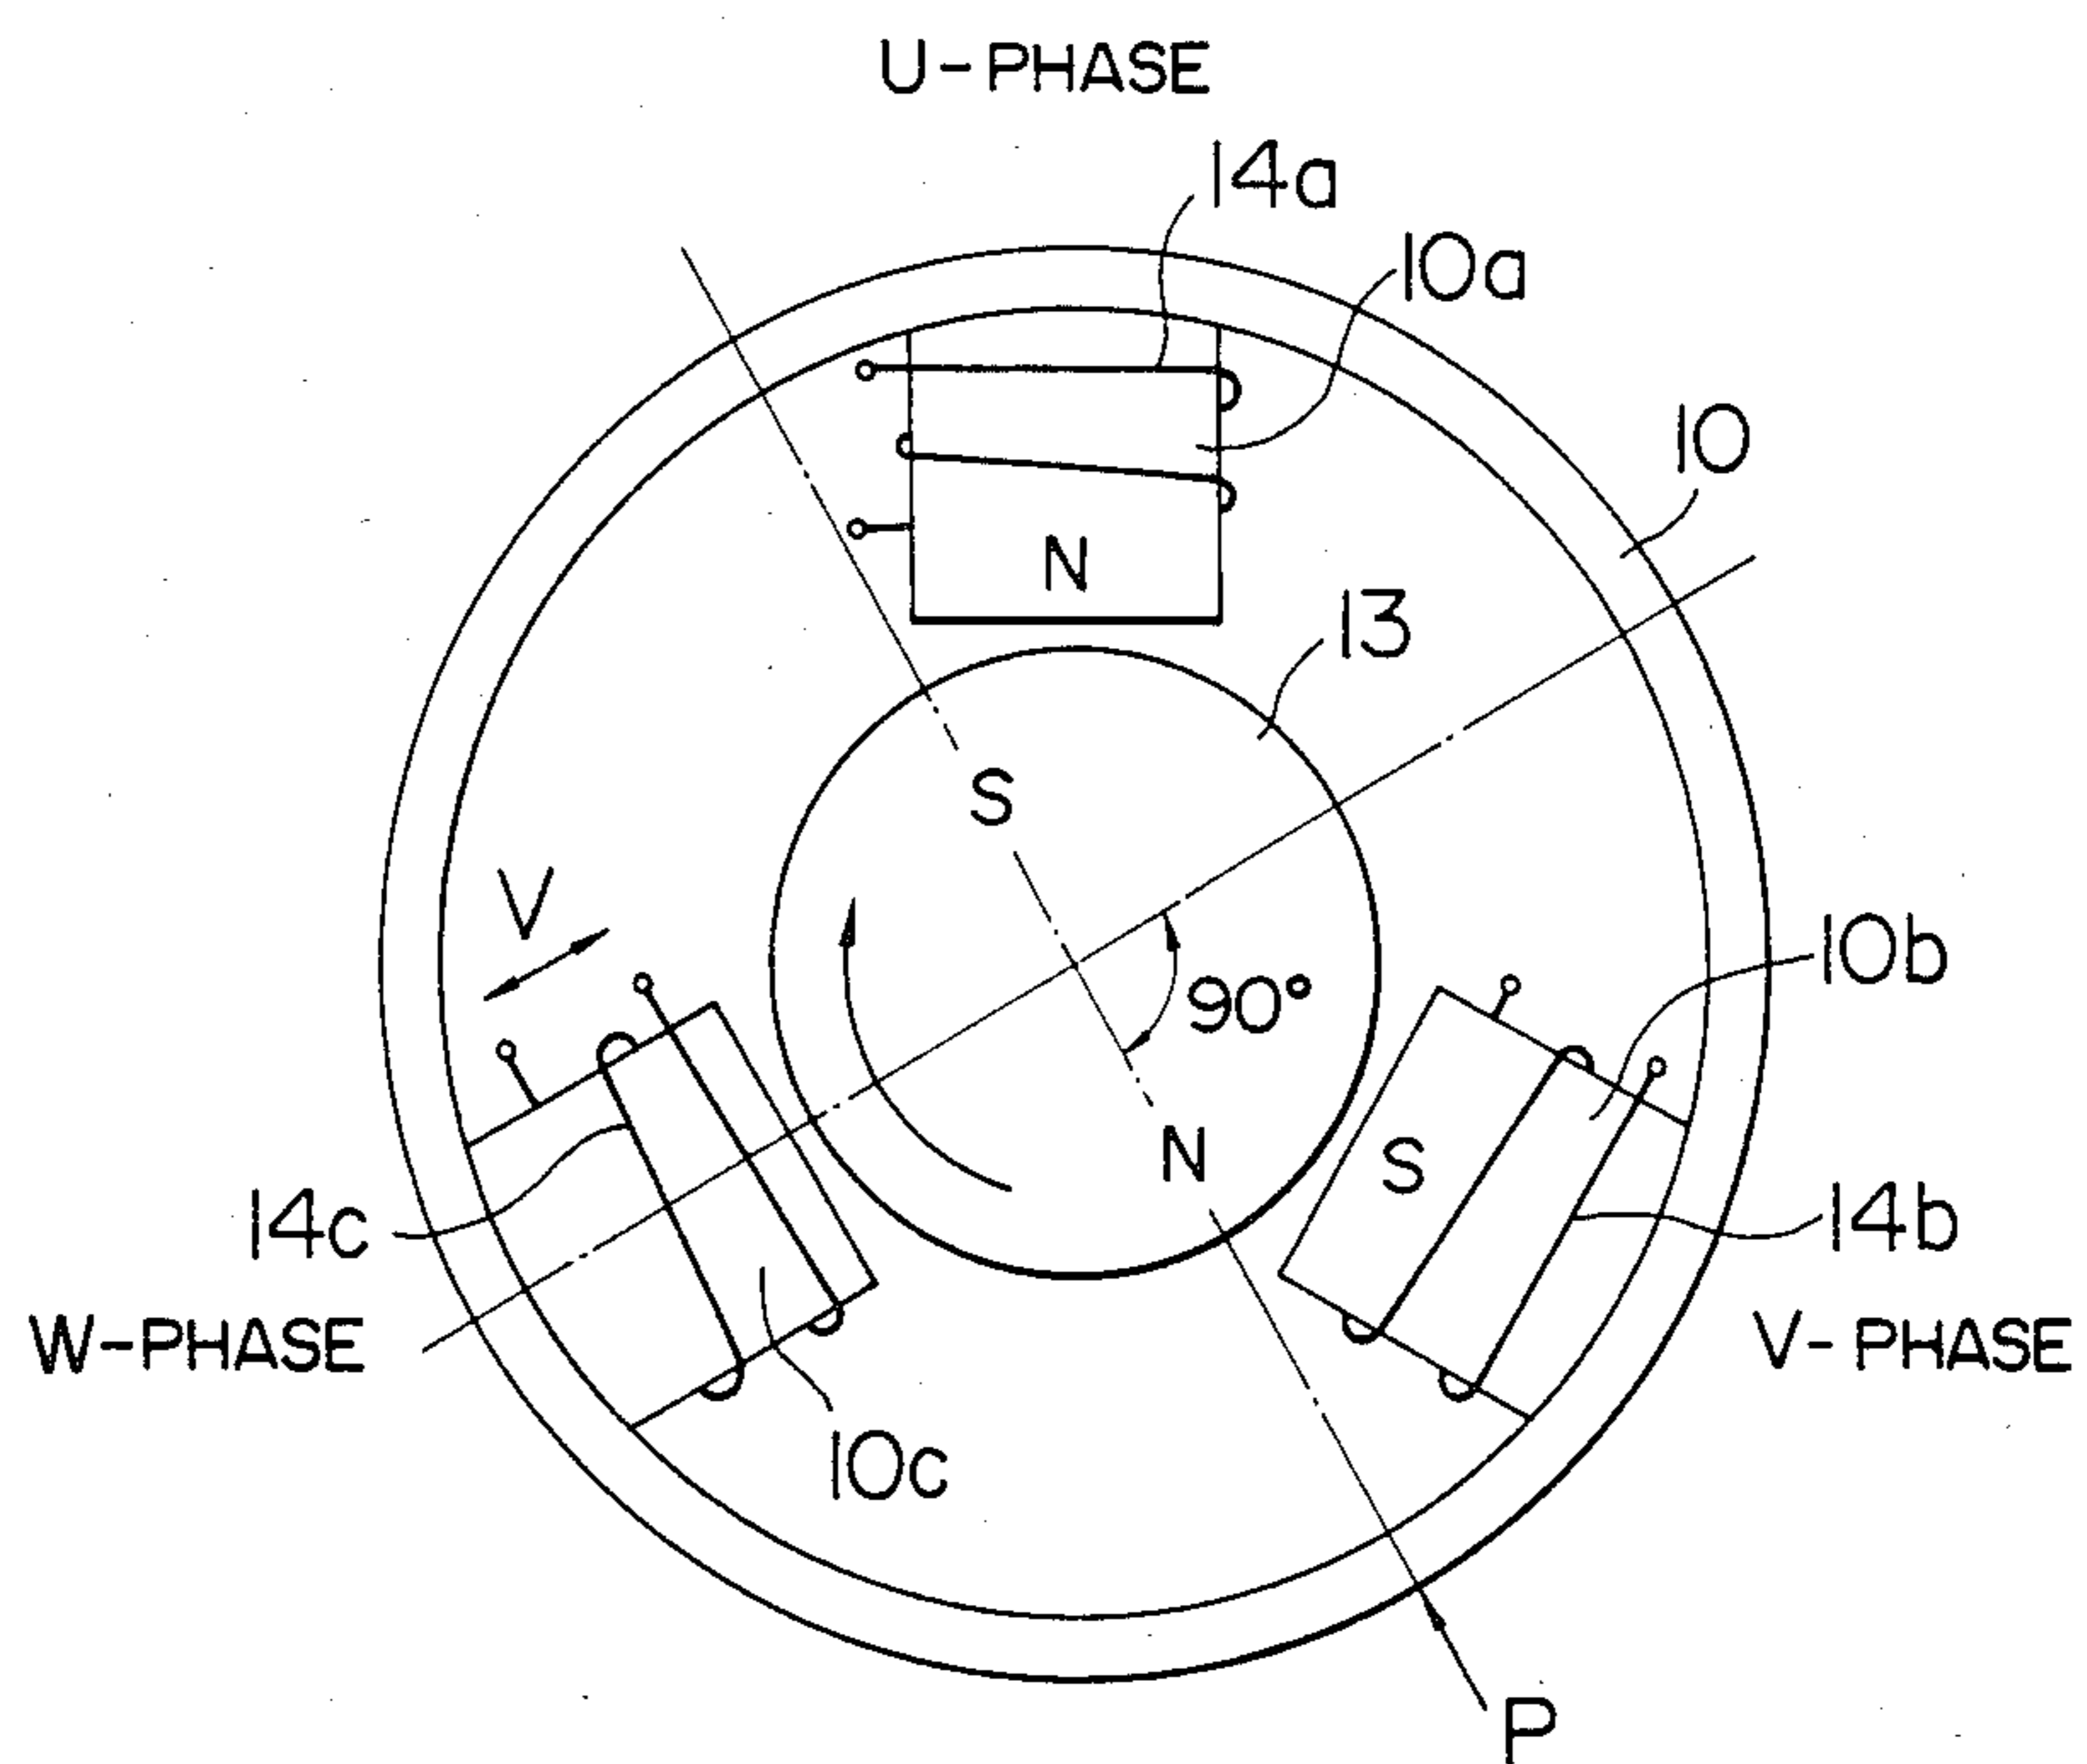 U-PHASE
14a
10a
10
N
13
S
V
90°
10b
N
S
14c
14b
W-PHASE
V-PHASE
10c
P